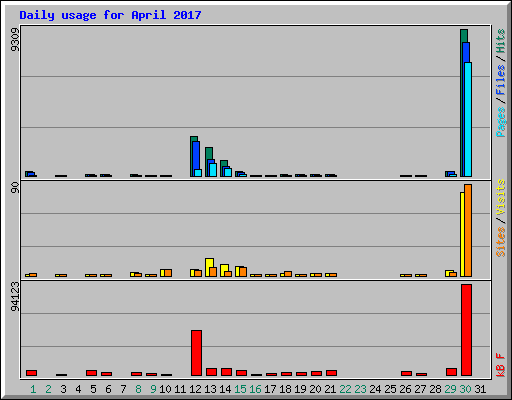 Daily usage for April 2017
9309
Pages/Files/Hits
90
Sites/Visits
94123
kB F
1 2 3 4 5 6 7 8 9 10 11 12 13 14 15 16 17 18 19 20 21 22 23 24 25 26 27 28 29 30 31